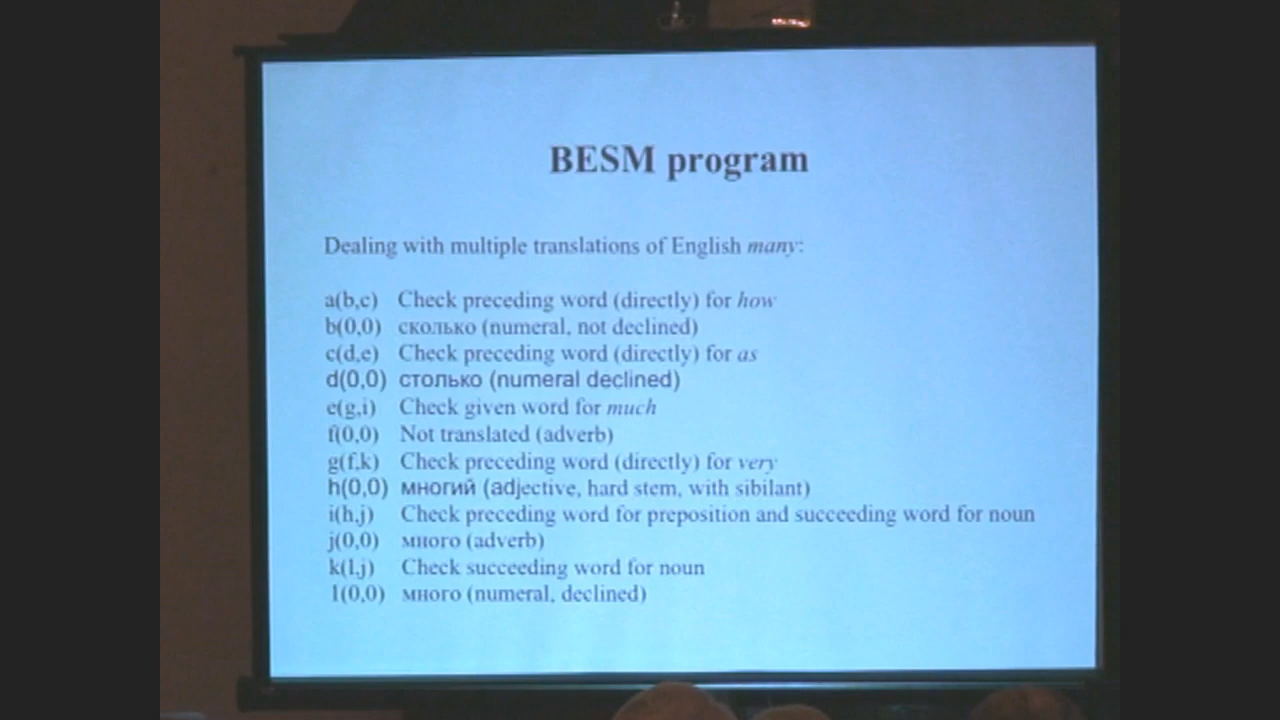 BESM program
Dealing with multiple translations of English many:
a(b,c) Check preceding word (directly) for how
b(0,0) сколько (numeral, not declined)
c(d,e) Check preceding word (directly) for as
d(0,0) столько (numeral declined)
e(g,i) Check given word for much
f(0,0) Not translated (adverb)
g(f,k) Check preceding word (directly) for very
h(0,0) многий (adjective, hard stem, with sibilant)
i(h,j) Check preceding word for preposition and succeeding word for noun
j(0,0) много (adverb)
k(l,j) Check succeeding word for noun
l(0,0) много (numeral, declined)